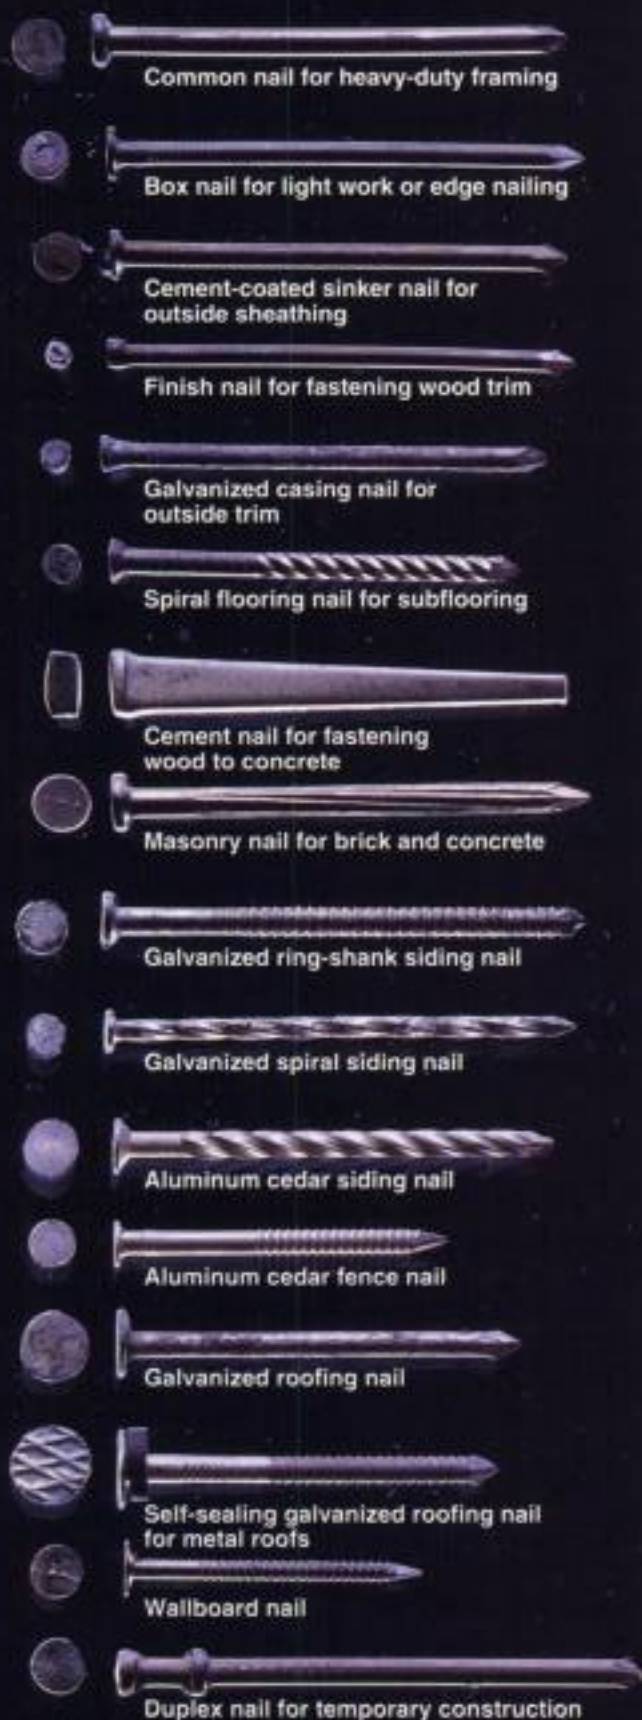 Common nail for heavy-duty framing
Box nail for light work or edge nailing
Cement-coated sinker nail for
outside sheathing
Finish nail for fastening wood trim
Galvanized casing nail for
outside trim
Spiral flooring nail for subflooring
Cement nail for fastening
wood to concrete
Masonry nail for brick and concrete
Galvanized ring-shank siding nail
Galvanized spiral siding nail
Aluminum cedar siding nail
Aluminum cedar fence nail
Galvanized roofing nail
Self-sealing galvanized roofing nail
for metal roofs
Wallboard nail
Duplex nail for temporary construction